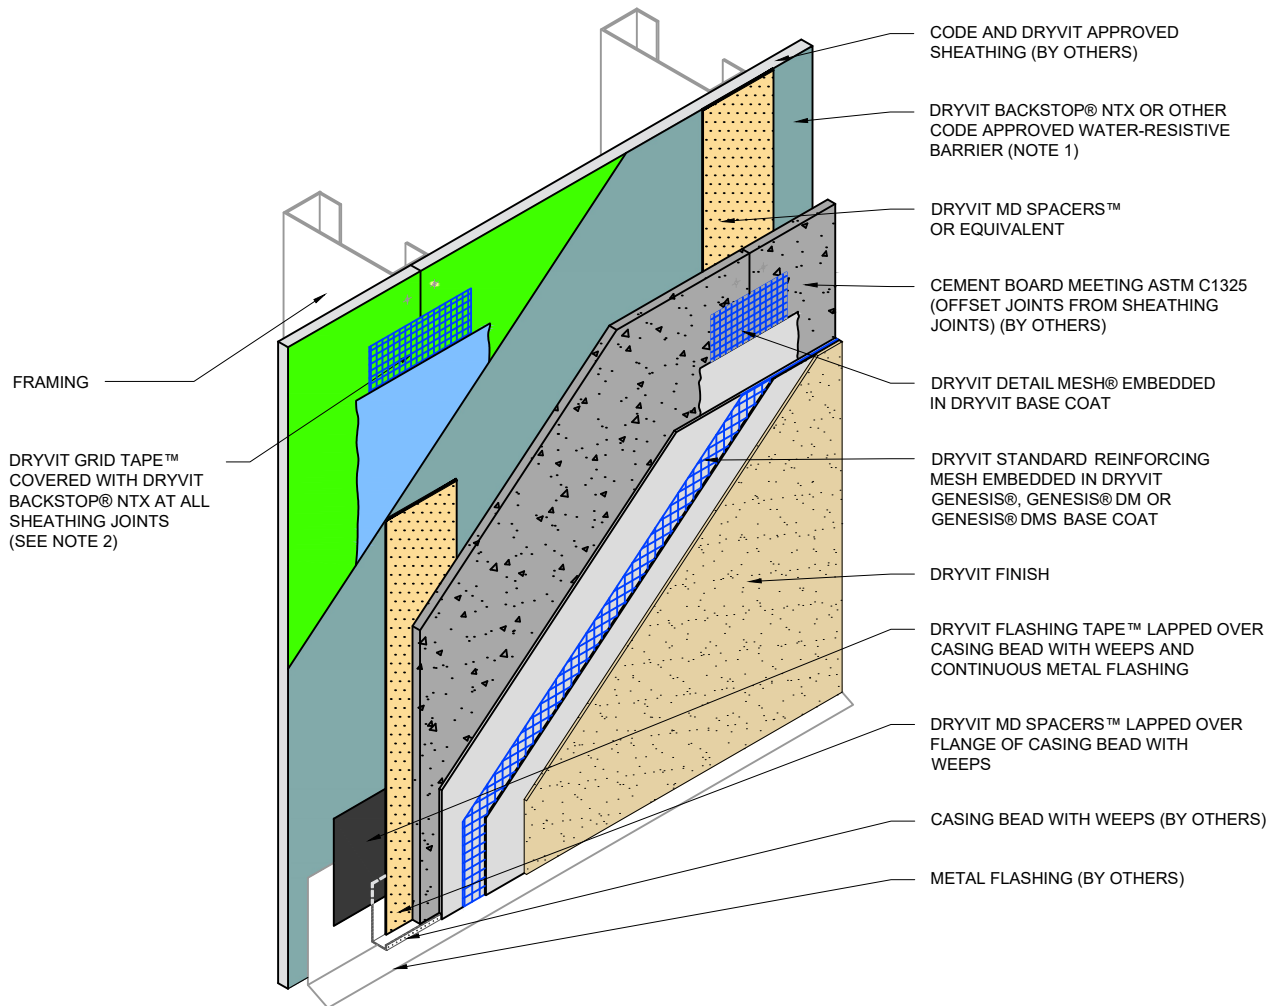 CODE AND DRYVIT APPROVED
SHEATHING (BY OTHERS)
DRYVIT BACKSTOP® NTX OR OTHER
CODE APPROVED WATER-RESISTIVE
BARRIER (NOTE 1)
DRYVIT MD SPACERS™
OR EQUIVALENT
CEMENT BOARD MEETING ASTM C1325
(OFFSET JOINTS FROM SHEATHING
JOINTS) (BY OTHERS)
FRAMING
DRYVIT DETAIL MESH® EMBEDDED
IN DRYVIT BASE COAT
DRYVIT GRID TAPE™
COVERED WITH DRYVIT
BACKSTOP® NTX AT ALL
SHEATHING JOINTS
(SEE NOTE 2)
DRYVIT STANDARD REINFORCING
MESH EMBEDDED IN DRYVIT
GENESIS®, GENESIS® DM OR
GENESIS® DMS BASE COAT
DRYVIT FINISH
DRYVIT FLASHING TAPE™ LAPPED OVER
CASING BEAD WITH WEEPS AND
CONTINUOUS METAL FLASHING
DRYVIT MD SPACERS™ LAPPED OVER
FLANGE OF CASING BEAD WITH
WEEPS
CASING BEAD WITH WEEPS (BY OTHERS)
METAL FLASHING (BY OTHERS)